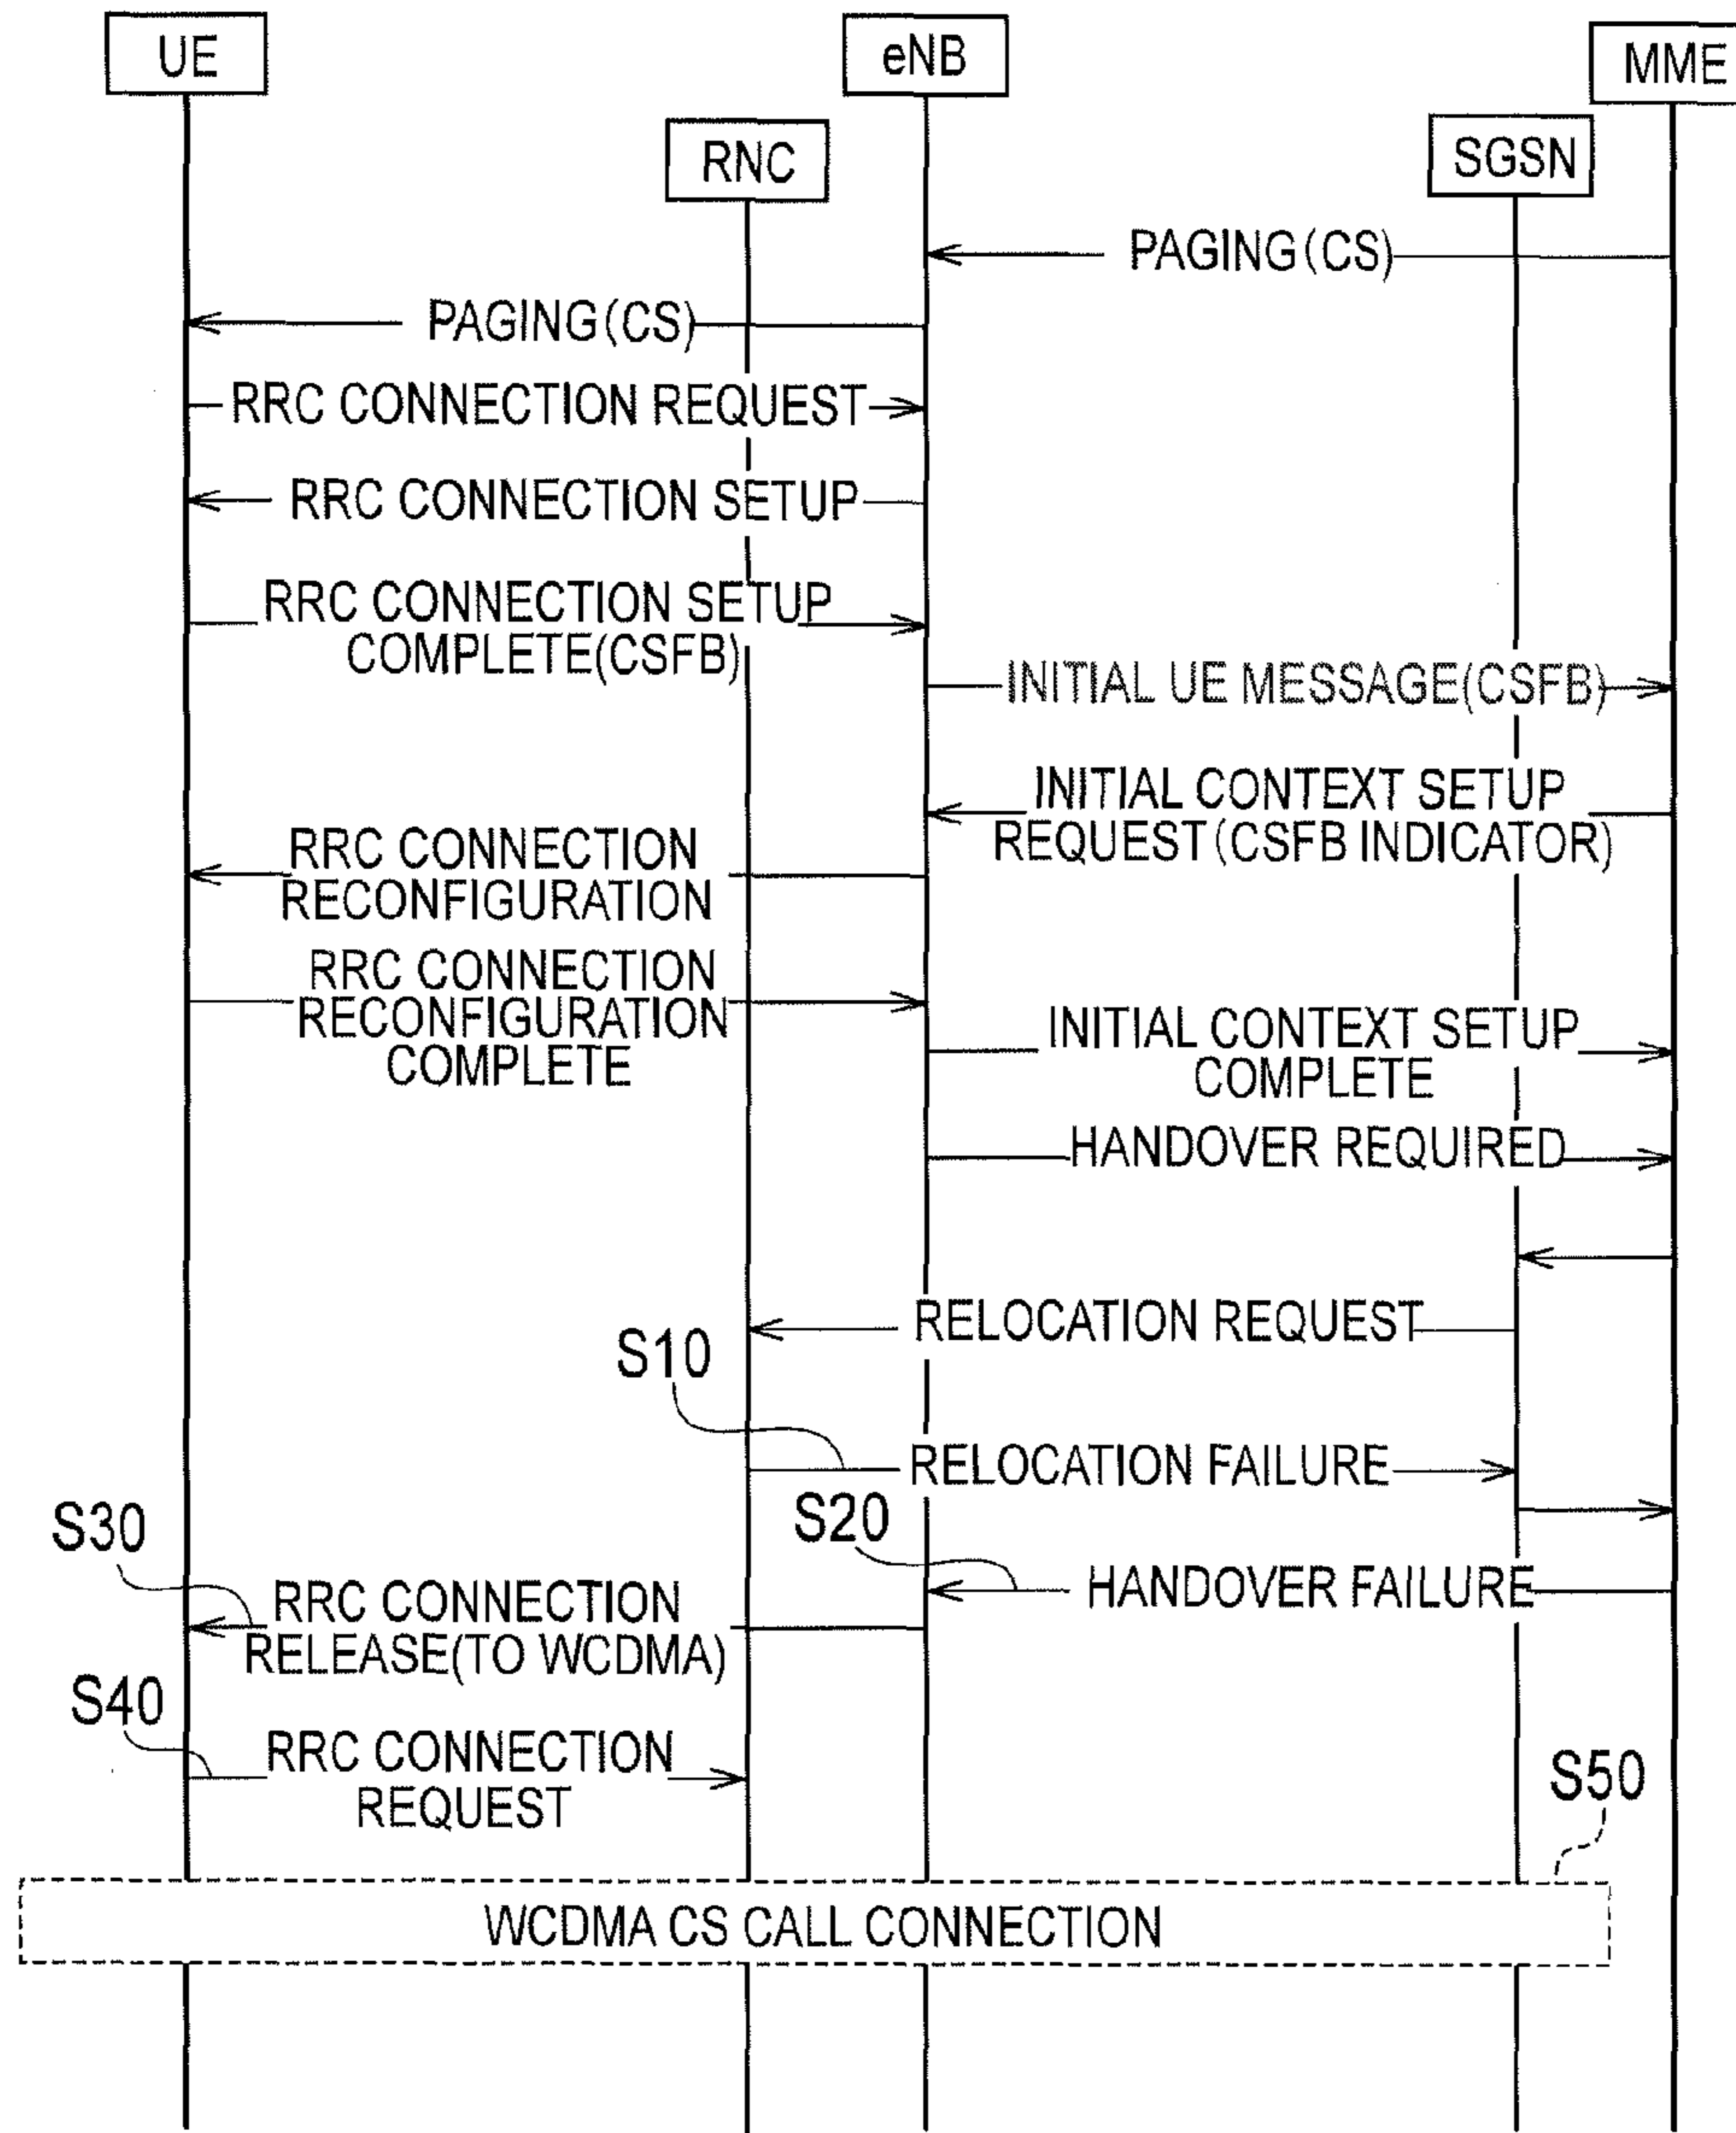 UE
eNB
MME
RNC
SGSN
PAGING(CS)
PAGING(CS)
RRC CONNECTION REQUEST
RRC CONNECTION SETUP
RRC CONNECTION SETUP
COMPLETE(CSFB)
INITIAL UE MESSAGE(CSFB)
INITIAL CONTEXT SETUP
REQUEST(CSFB INDICATOR)
RRC CONNECTION
RECONFIGURATION
RRC CONNECTION
RECONFIGURATION
COMPLETE
INITIAL CONTEXT SETUP
COMPLETE
HANDOVER REQUIRED
RELOCATION REQUEST
S10
RELOCATION FAILURE
S20
HANDOVER FAILURE
S30
RRC CONNECTION
RELEASE(TO WCDMA)
S40
RRC CONNECTION
REQUEST
S50
WCDMA CS CALL CONNECTION